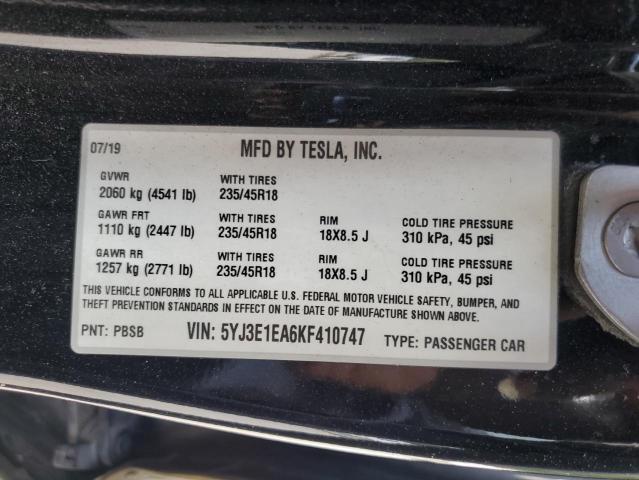 MFD BY TESLA, INC.
07/19 MFD BY TESLA, INC.
GVWR WITH TIRES
2060 kg (4541 lb) 235/45R18
GAWR FRT WITH TIRES RIM COLD TIRE PRESSURE
1110 kg (2447 lb) 235/45R18 18X8.5 J 310 kPa, 45 psi
GAWR RR WITH TIRES RIM COLD TIRE PRESSURE
1257 kg (2771 lb) 235/45R18 18X8.5 J 310 kPa, 45 psi
THIS VEHICLE CONFORMS TO ALL APPLICABLE U.S. FEDERAL MOTOR VEHICLE SAFETY, BUMPER, AND
THEFT PREVENTION STANDARDS IN EFFECT ON THE DATE OF MANUFACTURE SHOWN ABOVE.
PNT: PBSB VIN: 5YJ3E1EA6KF410747 TYPE: PASSENGER CAR